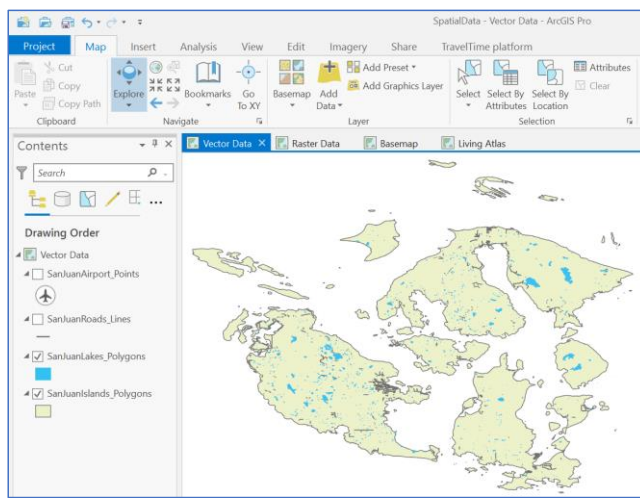 SpatialData - Vector Data - ArcGIS Pro
Project Map Insert Analysis View Edit Imagery Share TravelTime platform
Paste
Cut
Copy
Copy Path
Clipboard
Explore
Bookmarks
Go To XY
Navigate
Basemap
Add Data
Add Preset
Add Graphics Layer
Layer
Select
Select By Attributes
Select By Location
Attributes
Clear
Selection
Contents
Search
Drawing Order
Vector Data
SanJuanAirport_Points
SanJuanRoads_Lines
SanJuanLakes_Polygons
SanJuanIslands_Polygons
Vector Data Raster Data Basemap Living Atlas